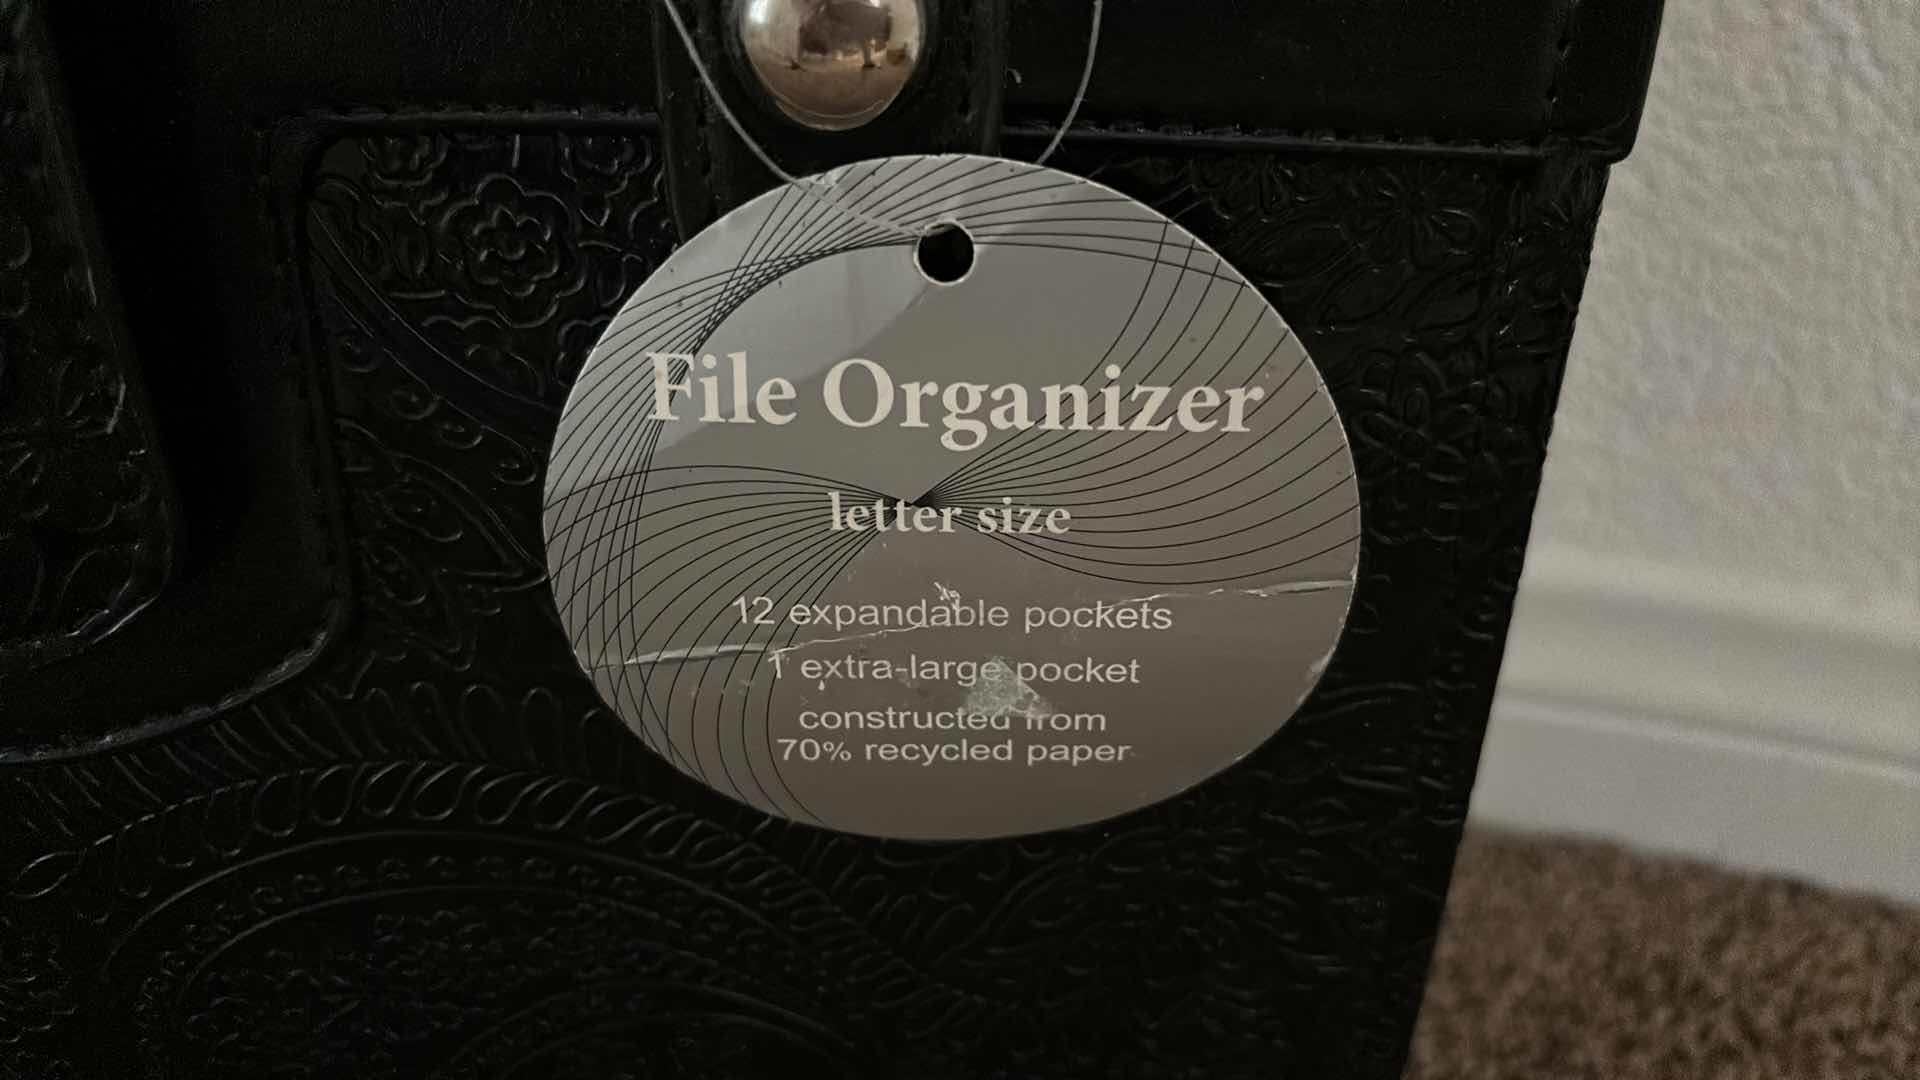 File Organizer
letter size
12 expandable pockets
1 extra-large pocket
constructed from
70% recycled paper